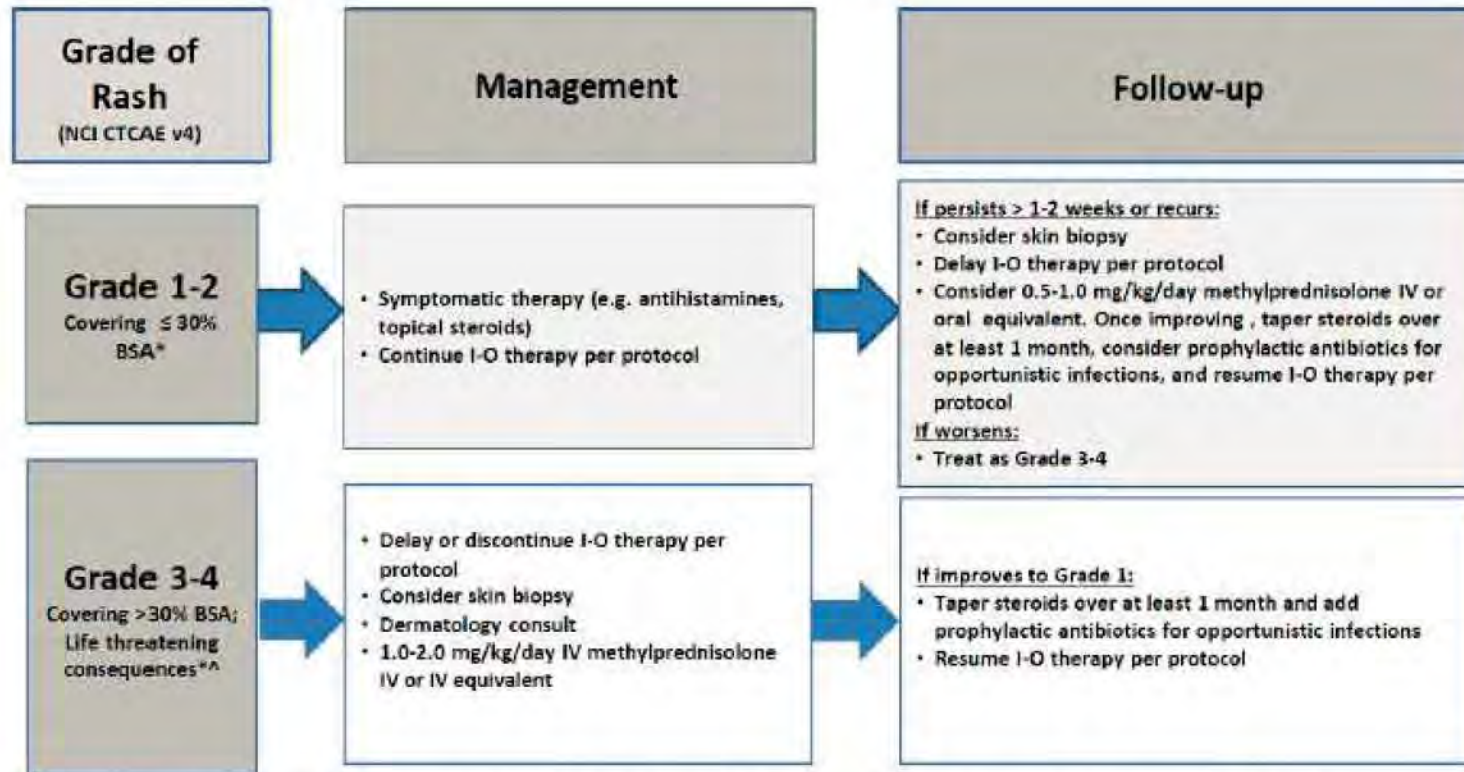 Grade of
Rash
(NCI CTCAE v4)
Management
Follow-up
Grade 1-2
Covering ≤ 30%
BSA*
• Symptomatic therapy (e.g. antihistamines,
topical steroids)
• Continue I-O therapy per protocol
If persists > 1-2 weeks or recurs:
• Consider skin biopsy
• Delay I-O therapy per protocol
• Consider 0.5-1.0 mg/kg/day methylprednisolone IV or
oral equivalent. Once improving , taper steroids over
at least 1 month, consider prophylactic antibiotics for
opportunistic infections, and resume I-O therapy per
protocol
If worsens:
• Treat as Grade 3-4
Grade 3-4
Covering >30% BSA;
Life threatening
consequences*^
• Delay or discontinue I-O therapy per
protocol
• Consider skin biopsy
• Dermatology consult
• 1.0-2.0 mg/kg/day IV methylprednisolone
IV or IV equivalent
If improves to Grade 1:
• Taper steroids over at least 1 month and add
prophylactic antibiotics for opportunistic infections
• Resume I-O therapy per protocol